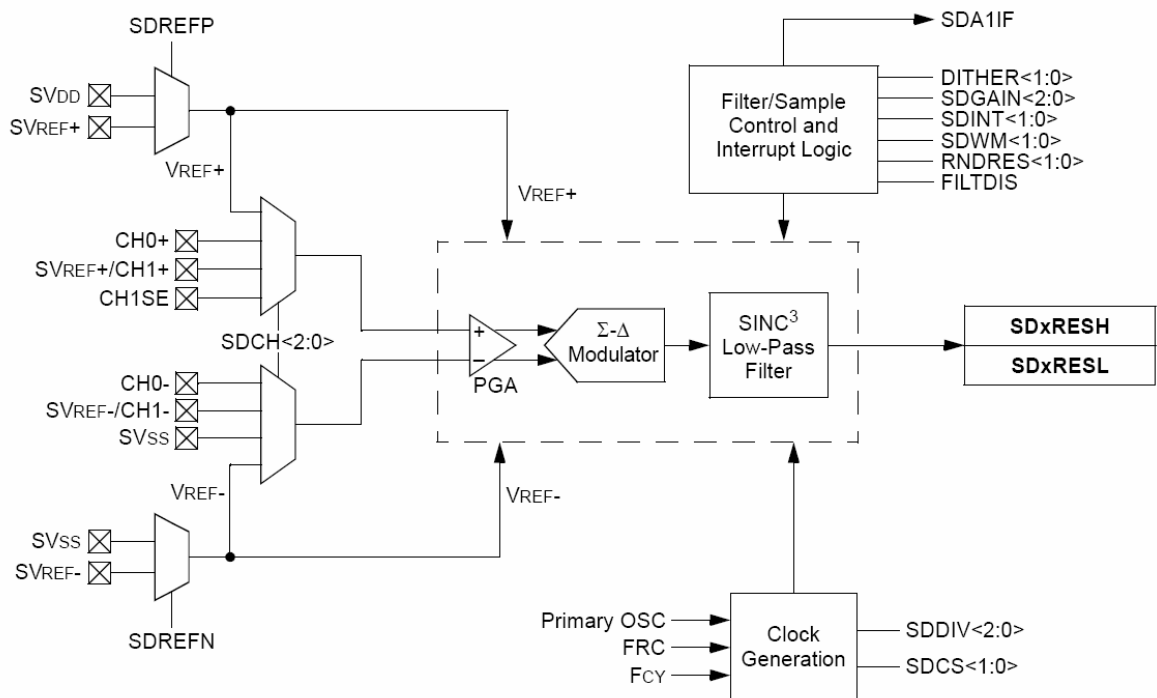 SDREFP
SVDD
SVREF+
VREF+
SDA1IF
Filter/Sample
Control and
Interrupt Logic
DITHER<1:0>
SDGAIN<2:0>
SDINT<1:0>
SDWM<1:0>
RNDRES<1:0>
FILTDIS
VREF+
CH0+
SVREF+/CH1+
CH1SE
SDCH<2:0>
+
–
PGA
Σ-Δ
Modulator
SINC³
Low-Pass
Filter
SDxRESH
SDxRESL
CH0-
SVREF-/CH1-
SVSS
VREF-
VREF-
SVSS
SVREF-
SDREFN
Primary OSC
FRC
FCY
Clock
Generation
SDDIV<2:0>
SDCS<1:0>